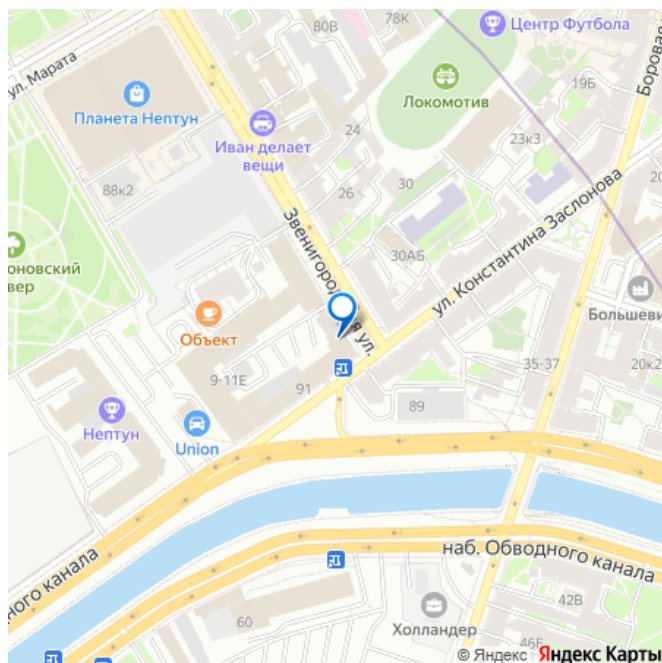 80В
78К
Центр Футбола
ул. Марата
Боровая
19Б
Планета Нептун
Локомотив
Иван делает
вещи
24
23к3
88к2
26
30
20
Звенигородская ул.
30АБ
ул. Константина Заслонова
оновский
вер
Объект
Большеви
9-11Е
35-37
20к2
91
89
Нептун
Union
дного канала
наб. Обводного канала
60
42В
Холландер
46Б
© Яндекс Яндекс Карты